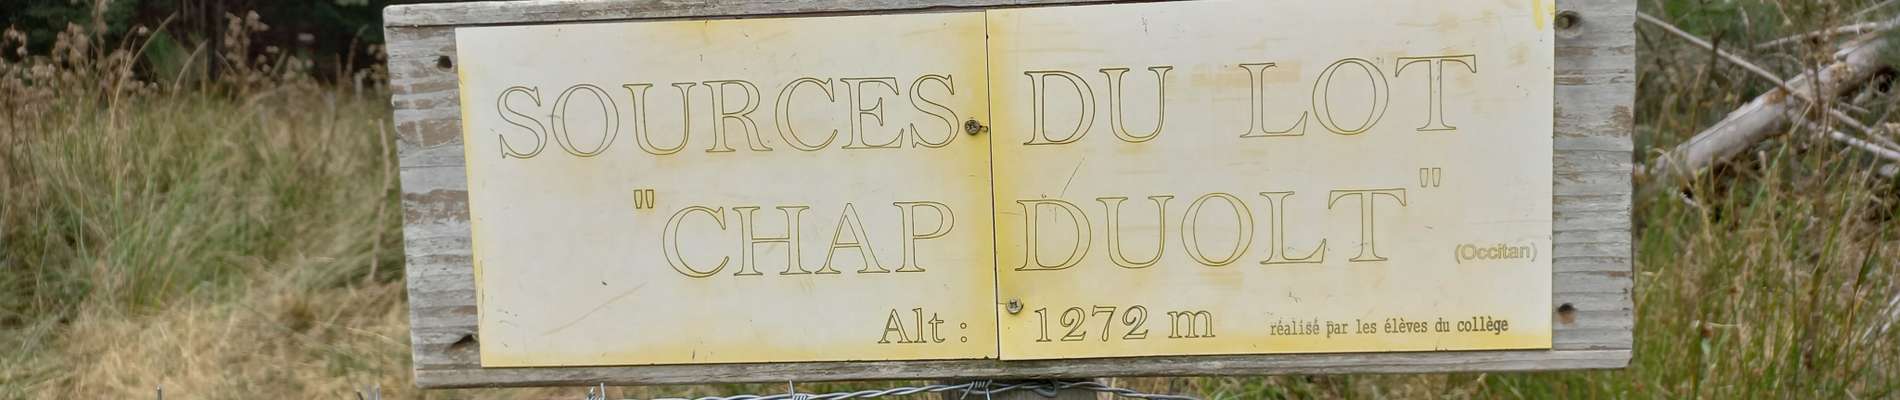 SOURCES DU LOT
"CHAP DUOLT"
(Occitan)
Alt : 1272 m
réalisé par les élèves du collège